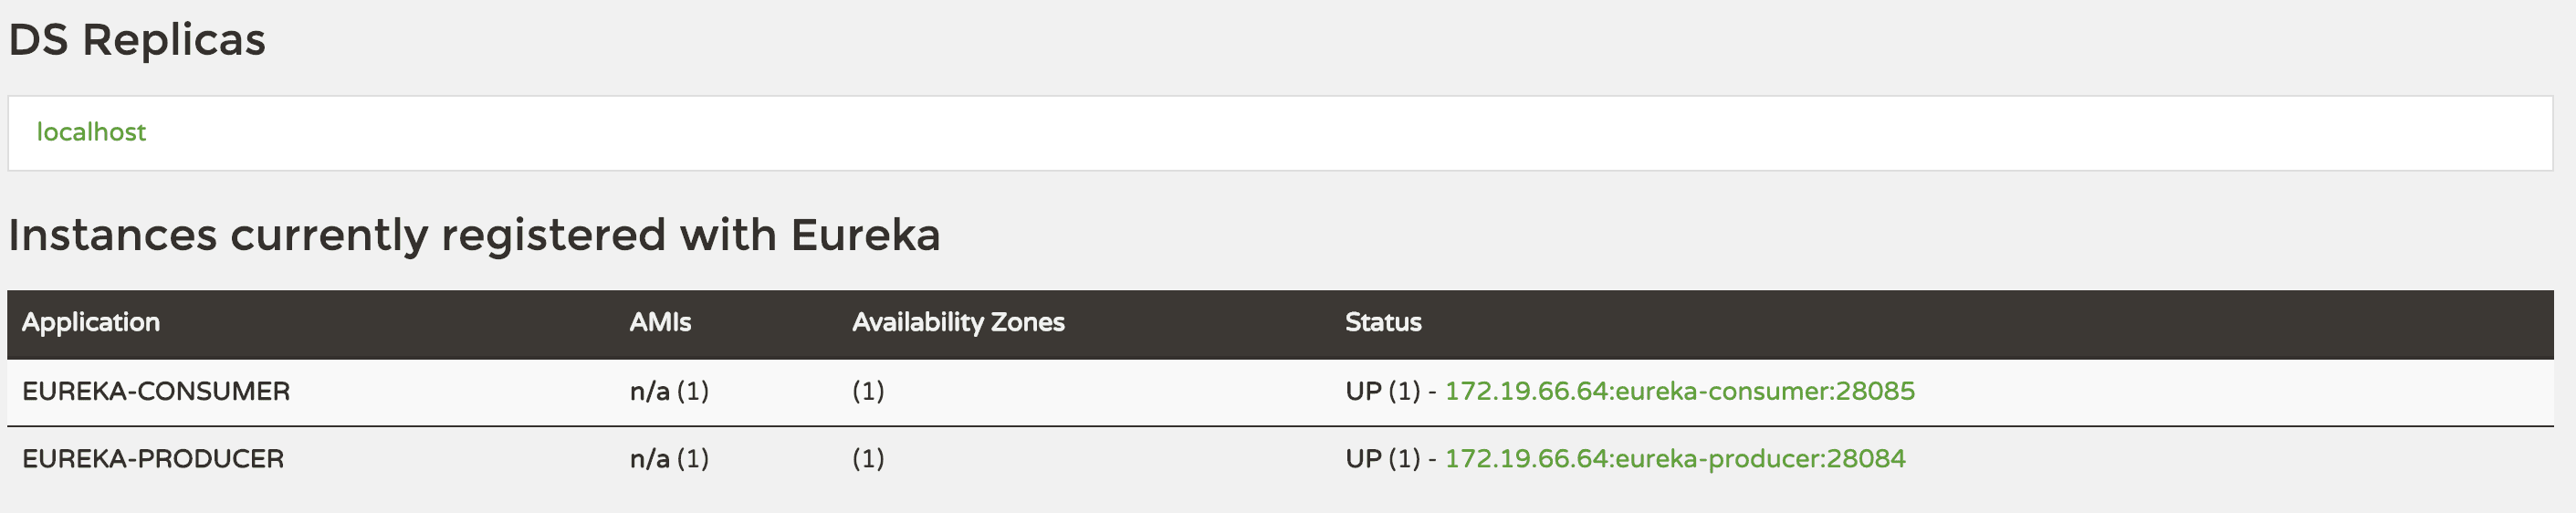 DS Replicas
localhost
Instances currently registered with Eureka
Application AMIs Availability Zones Status
EUREKA-CONSUMER n/a (1) (1) UP (1) - 172.19.66.64:eureka-consumer:28085
EUREKA-PRODUCER n/a (1) (1) UP (1) - 172.19.66.64:eureka-producer:28084